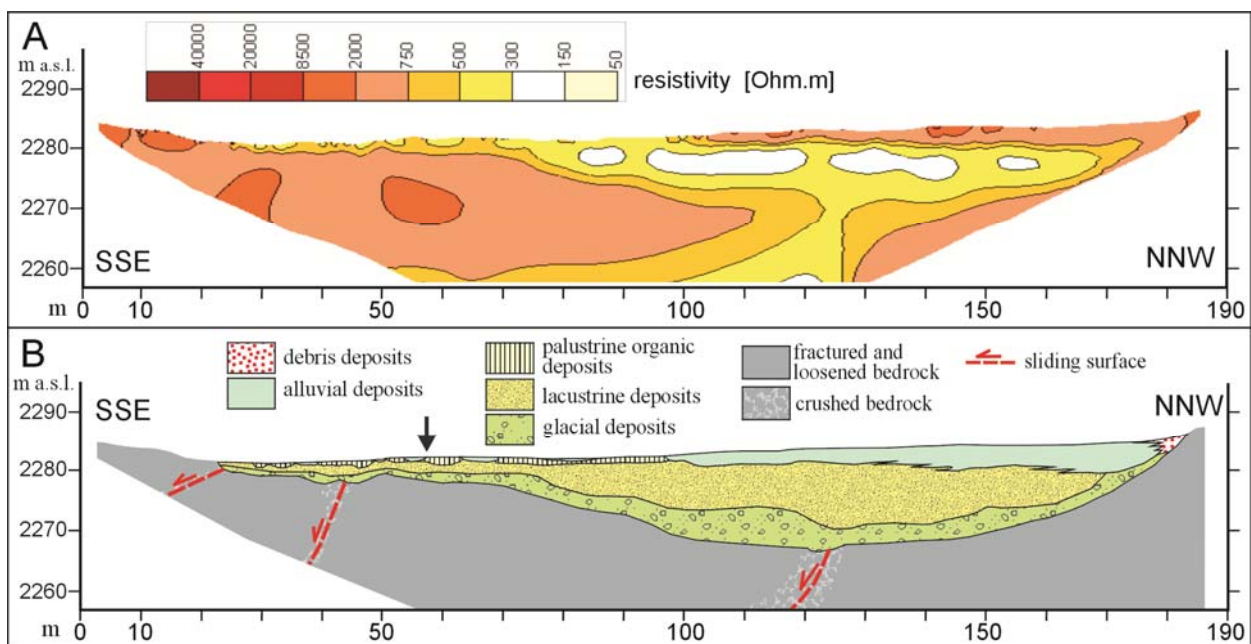 A
40000
20000
8500
2000
750
500
300
150
50
resistivity [Ohm.m]
m a.s.l.
2290
2280
2270
2260
SSE
NNW
m
0
10
50
100
150
190
B
debris deposits
alluvial deposits
palustrine organic
deposits
lacustrine deposits
glacial deposits
fractured and
loosened bedrock
crushed bedrock
sliding surface
m a.s.l.
SSE
NNW
2290
2280
2270
2260
m
0
10
50
100
150
190